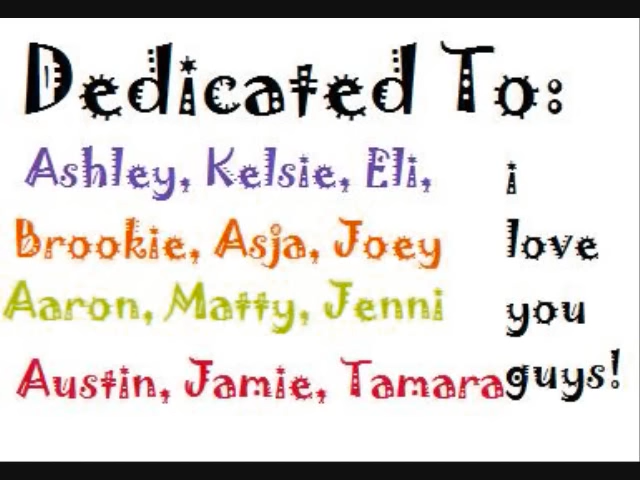 Dedicated To:
Ashley, Kelsie, Eli,
Brookie, Asja, Joey
Aaron, Matty, Jenni
Austin, Jamie, Tamara
i
love
you
guys!